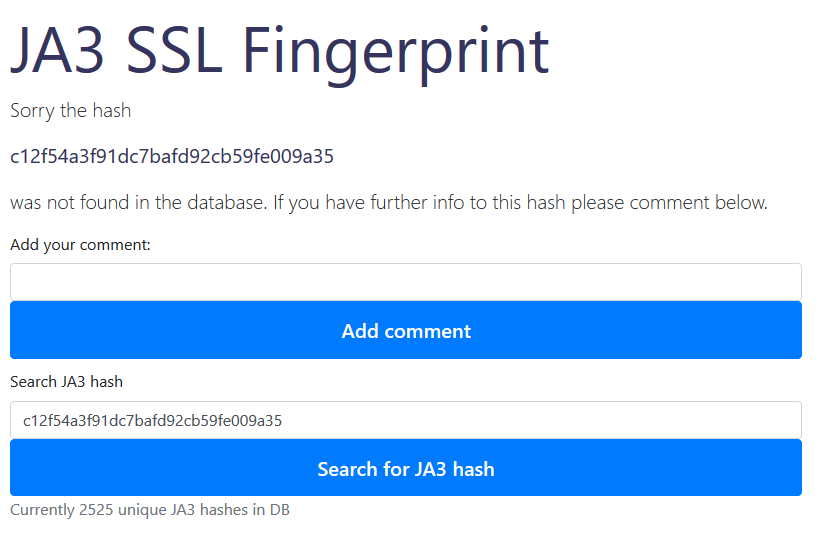 JA3 SSL Fingerprint
Sorry the hash
c12f54a3f91dc7bafd92cb59fe009a35
was not found in the database. If you have further info to this hash please comment below.
Add your comment:
Add comment
Search JA3 hash
c12f54a3f91dc7bafd92cb59fe009a35
Search for JA3 hash
Currently 2525 unique JA3 hashes in DB